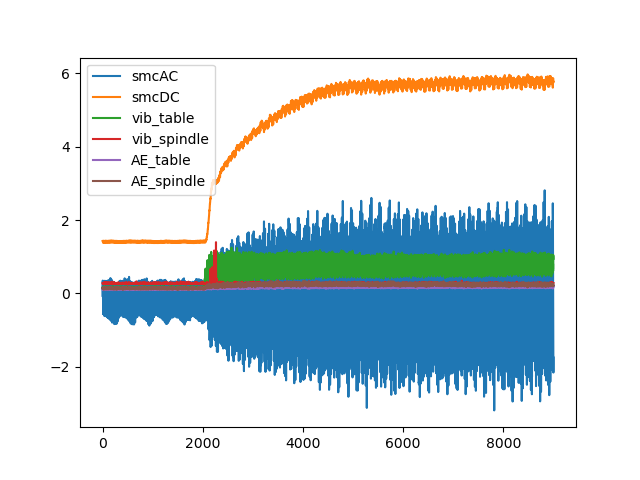 smcAC
smcDC
vib_table
vib_spindle
AE_table
AE_spindle
6
4
2
0
−2
0 2000 4000 6000 8000